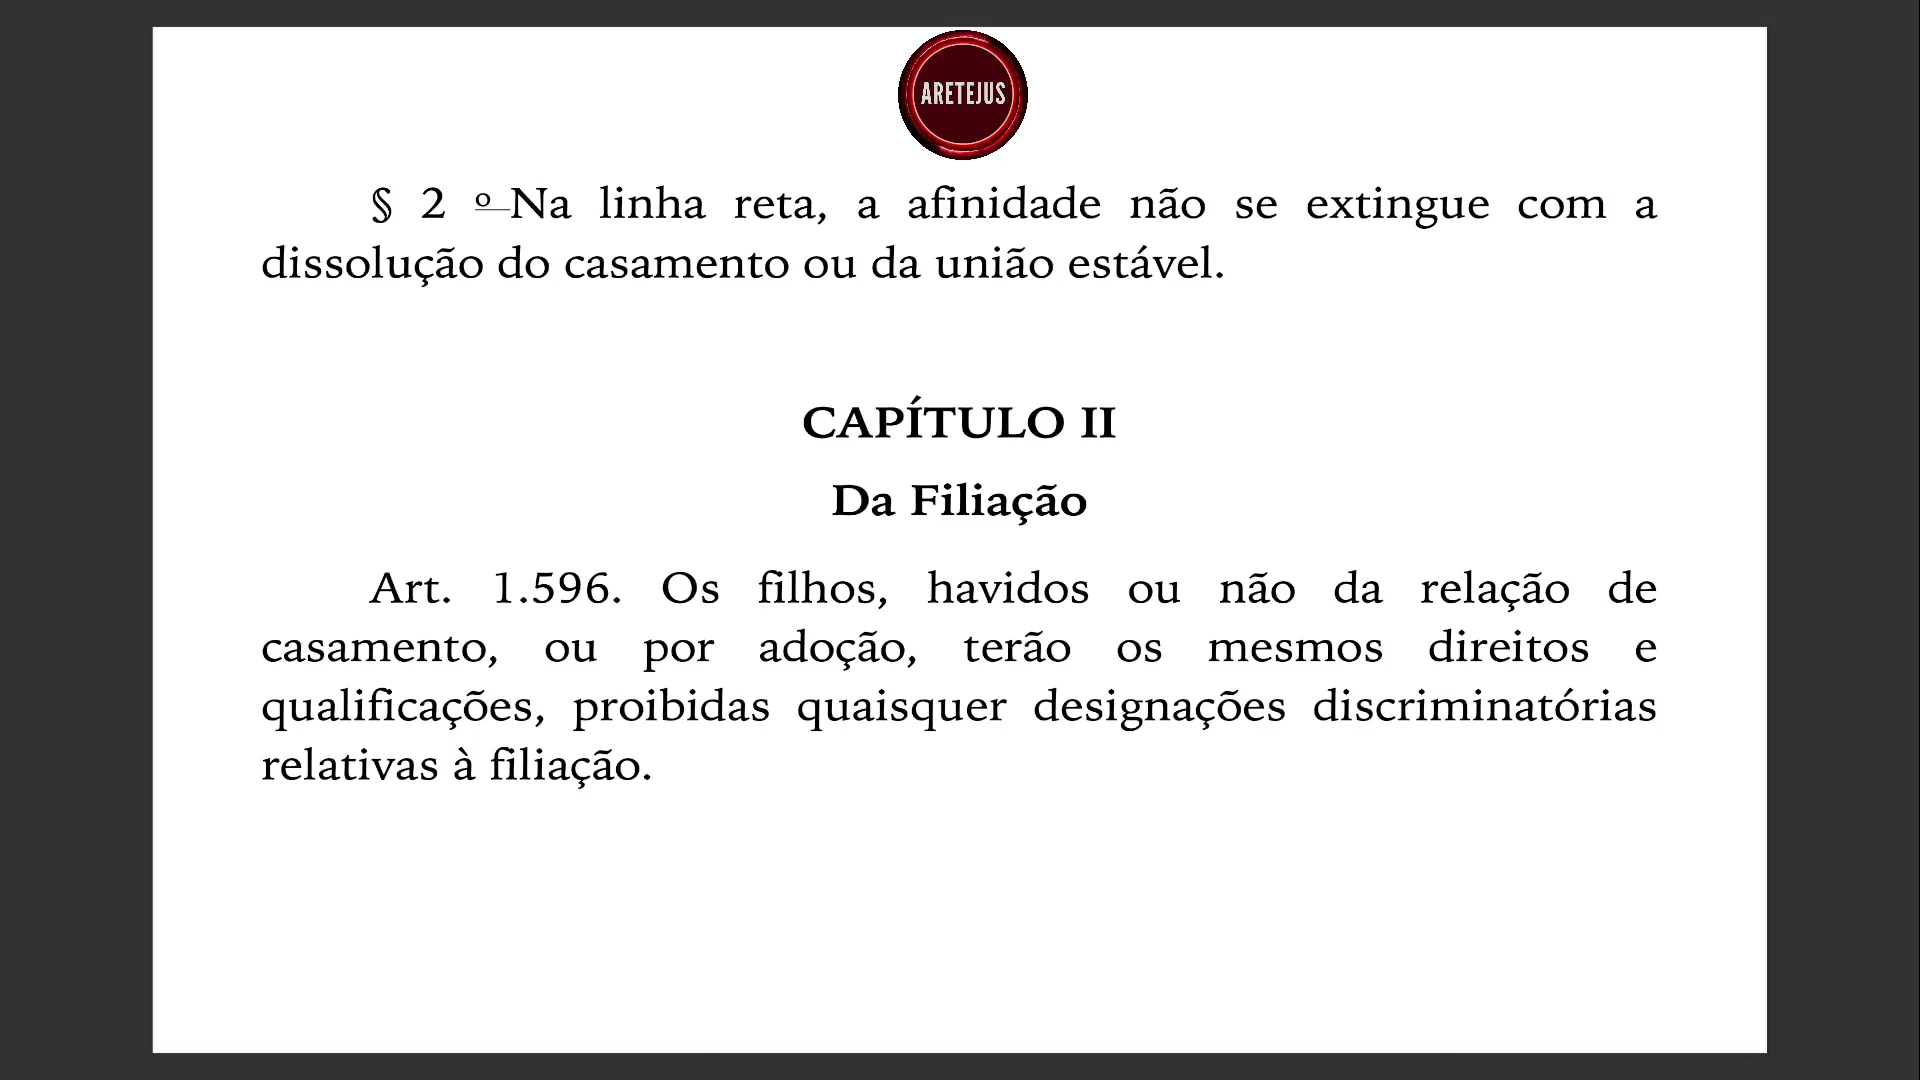 ARETEJUS
§ 2 º Na linha reta, a afinidade não se extingue com a
dissolução do casamento ou da união estável.
CAPÍTULO II
Da Filiação
Art. 1.596. Os filhos, havidos ou não da relação de
casamento, ou por adoção, terão os mesmos direitos e
qualificações, proibidas quaisquer designações discriminatórias
relativas à filiação.